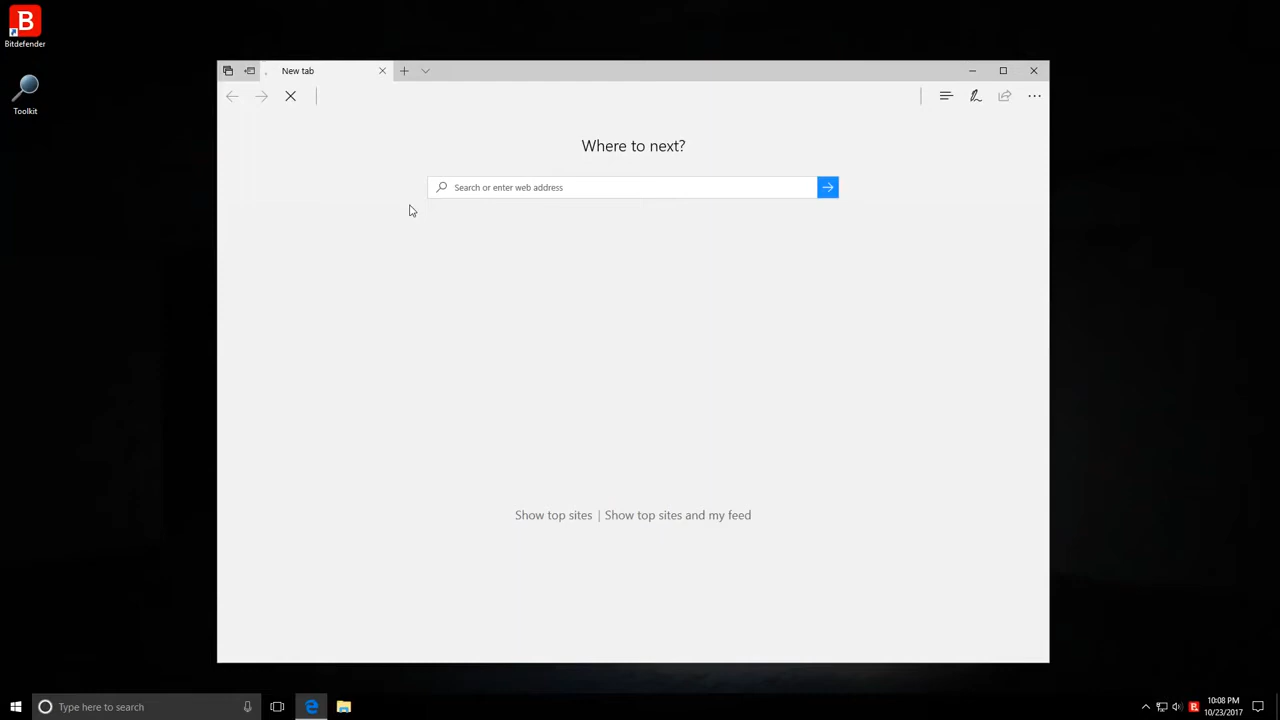 B
Bitdefender
Toolkit
New tab
Where to next?
Search or enter web address
Show top sites | Show top sites and my feed
Type here to search
B
10:08 PM
10/23/2017